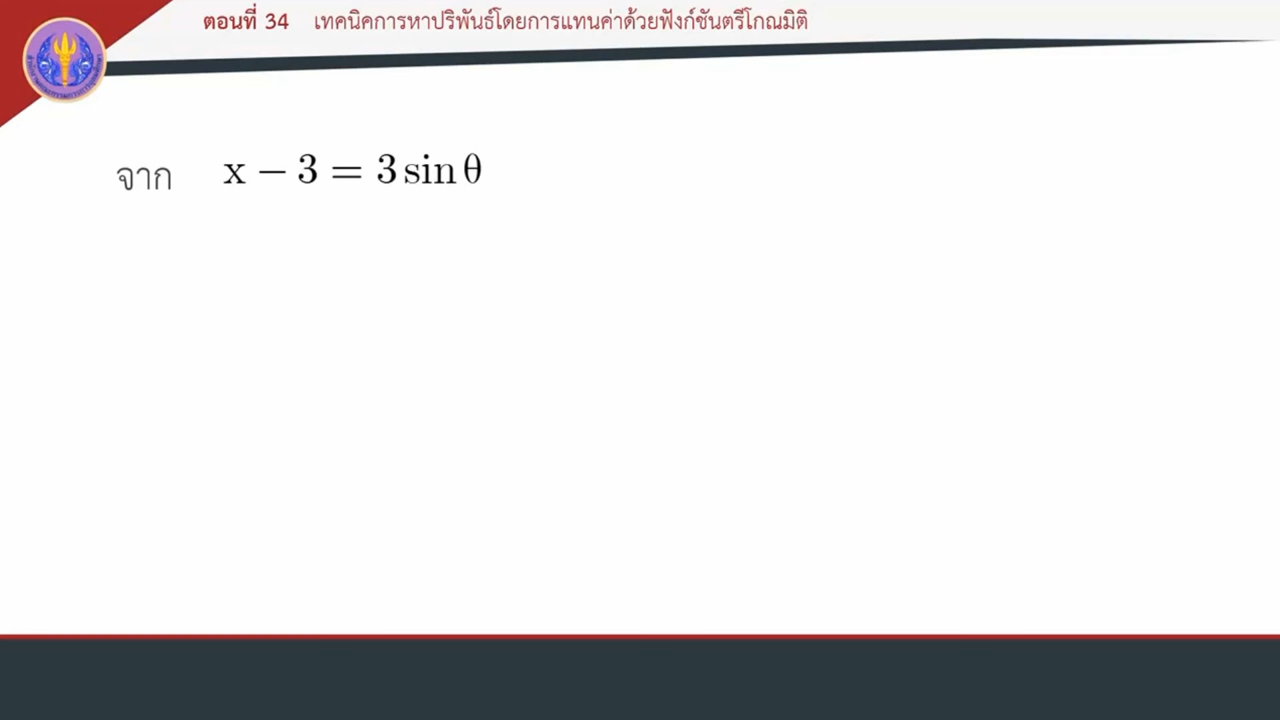 ตอนที่ 34 เทคนิคการหาปริพันธ์โดยการแทนค่าด้วยฟังก์ชันตรีโกณมิติ
จาก x − 3 = 3 sin θ